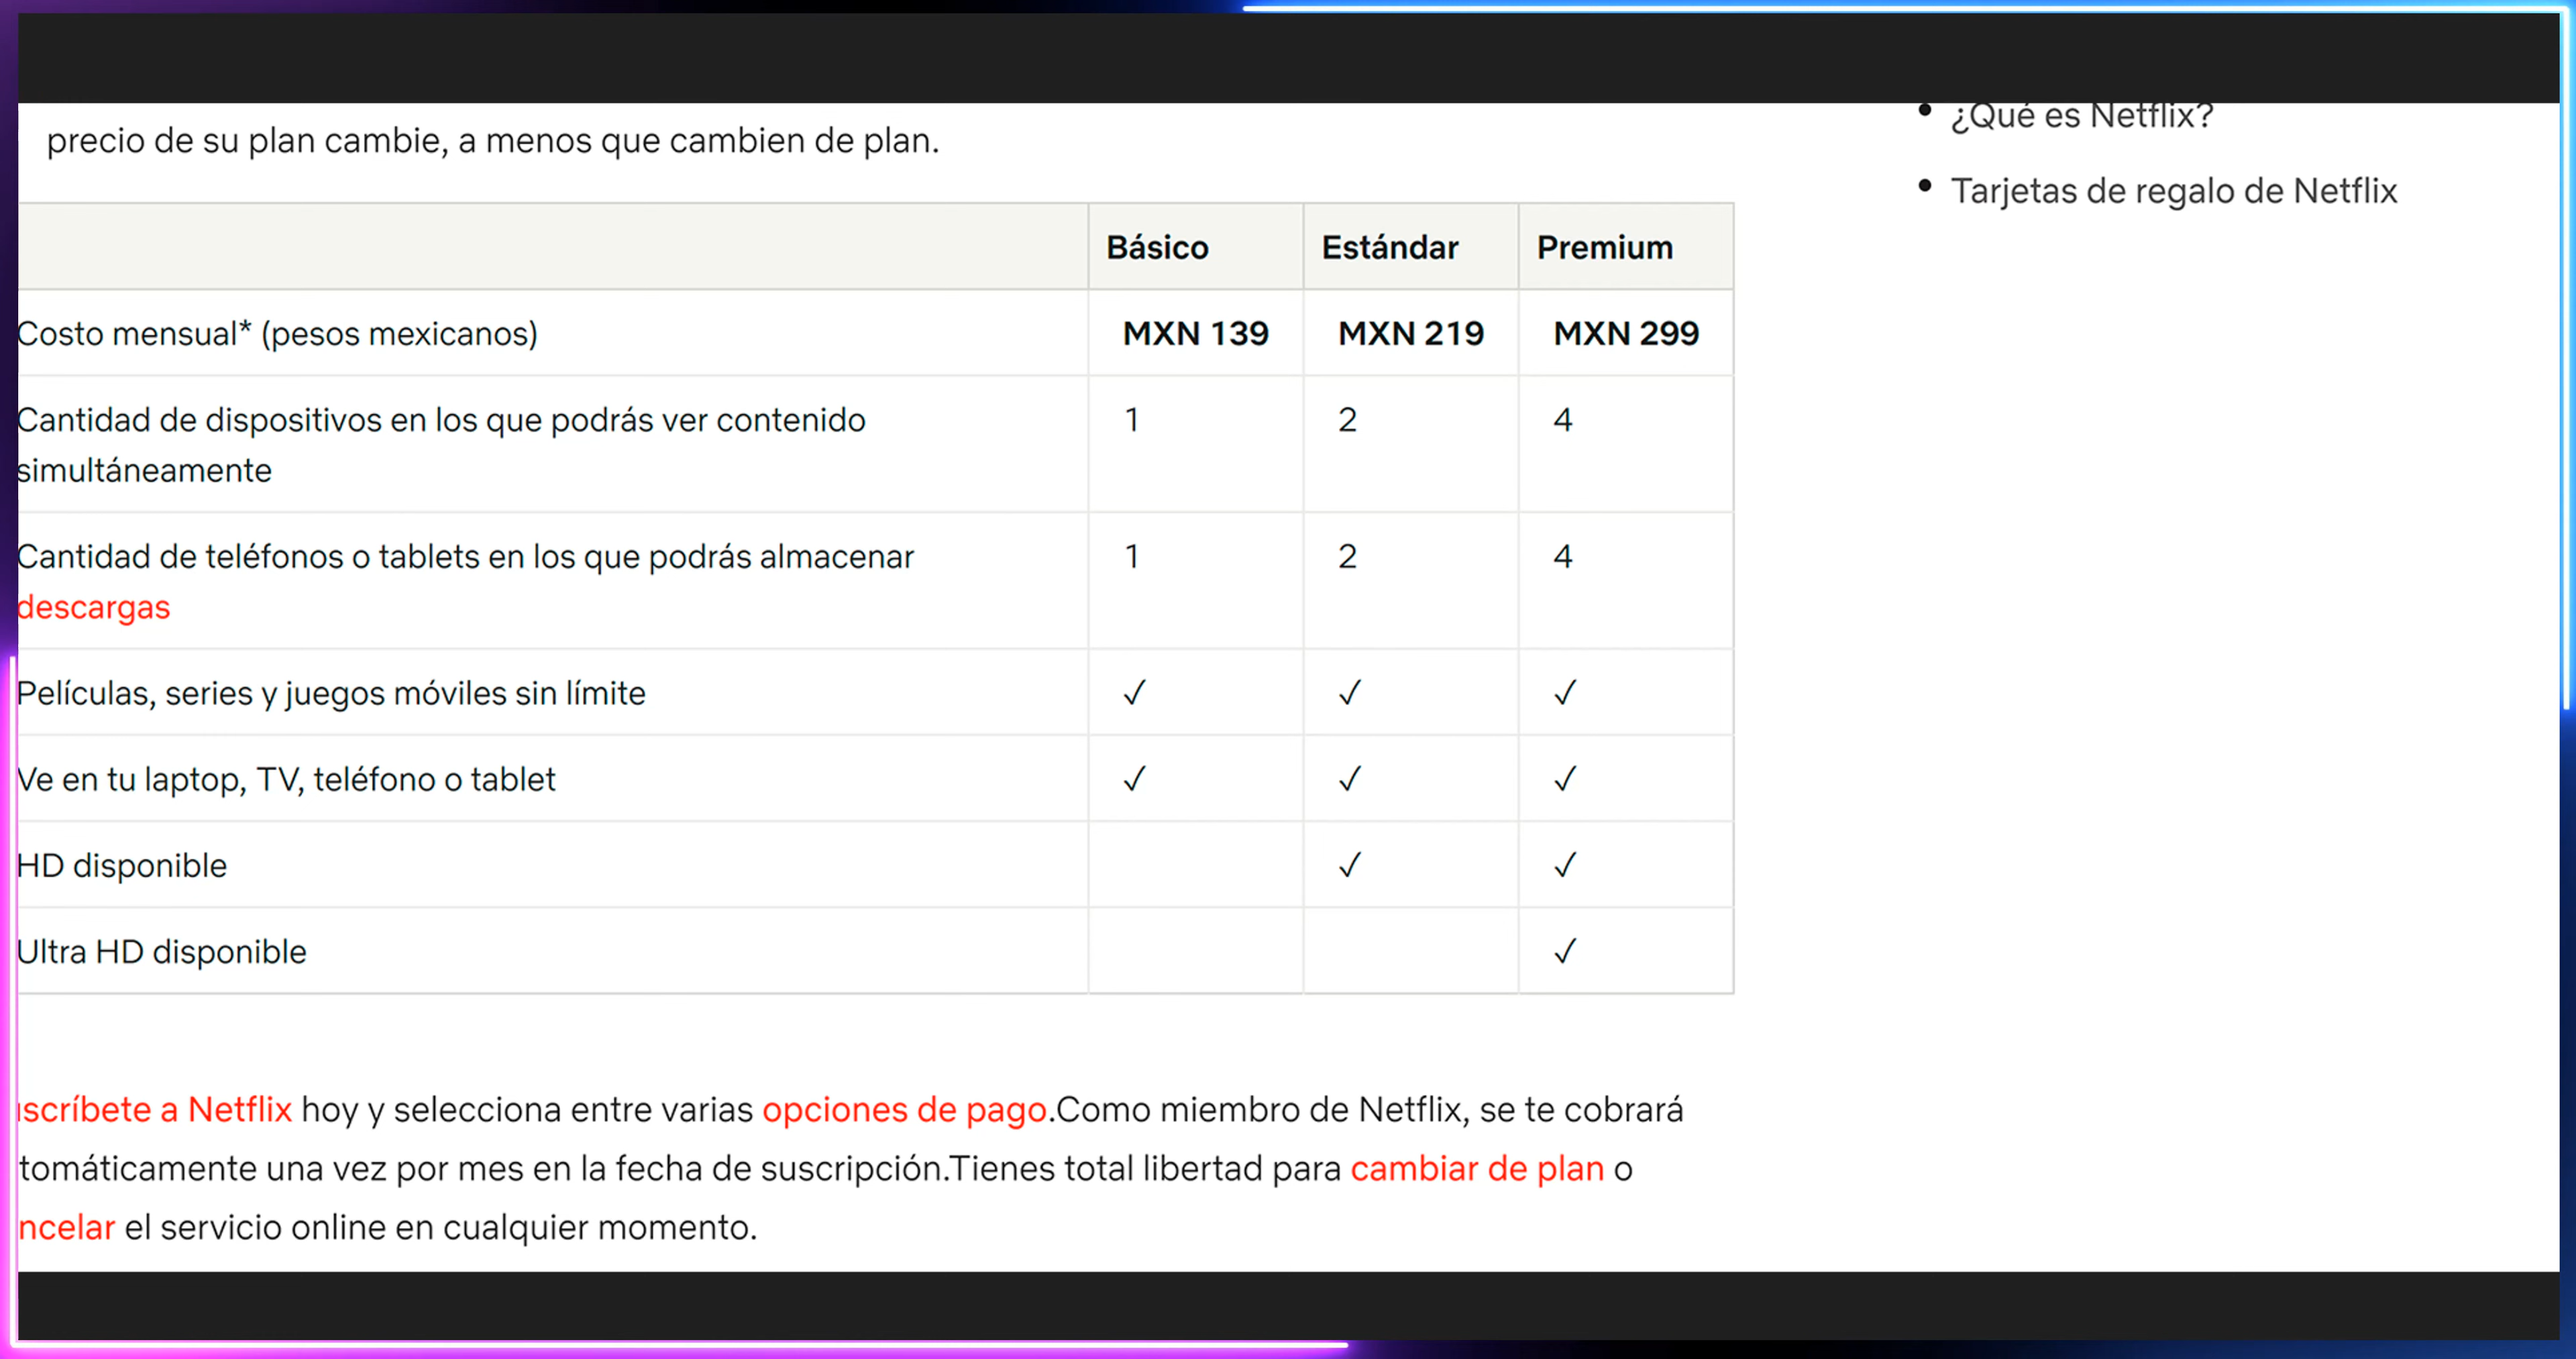 precio de su plan cambie, a menos que cambien de plan.
• ¿Qué es Netflix?
• Tarjetas de regalo de Netflix
Básico Estándar Premium
Costo mensual* (pesos mexicanos) MXN 139 MXN 219 MXN 299
Cantidad de dispositivos en los que podrás ver contenido 1 2 4
simultáneamente
Cantidad de teléfonos o tablets en los que podrás almacenar 1 2 4
descargas
Películas, series y juegos móviles sin límite ✓ ✓ ✓
Ve en tu laptop, TV, teléfono o tablet ✓ ✓ ✓
HD disponible ✓ ✓
Ultra HD disponible ✓
scríbete a Netflix hoy y selecciona entre varias opciones de pago.Como miembro de Netflix, se te cobrará
tomáticamente una vez por mes en la fecha de suscripción.Tienes total libertad para cambiar de plan o
ncelar el servicio online en cualquier momento.